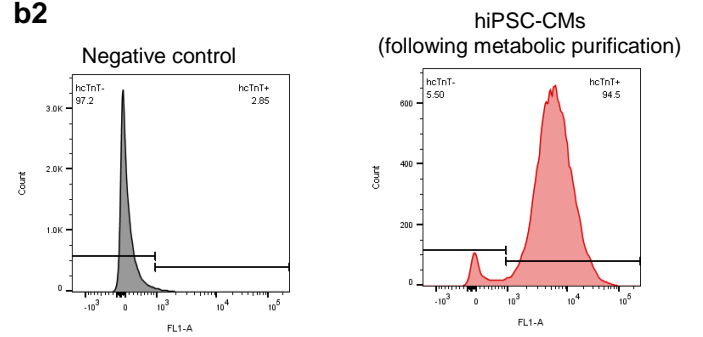 b2
Negative control
hcTnT-
97.2
hcTnT+
2.85
3.0K
2.0K
1.0K
0
Count
-10³ 0 10³ 10⁴ 10⁵
FL1-A
hiPSC-CMs
(following metabolic purification)
hcTnT-
5.50
hcTnT+
94.5
600
400
200
0
Count
-10³ 0 10³ 10⁴ 10⁵
FL1-A